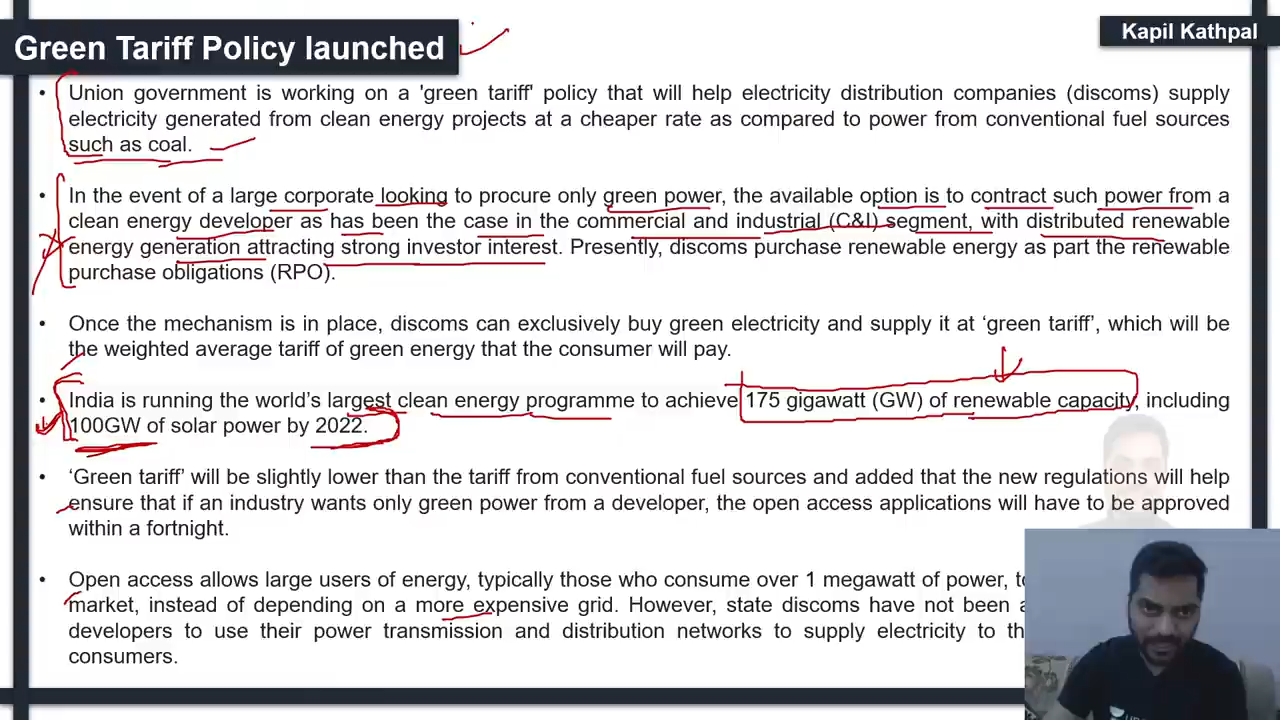 Green Tariff Policy launched
Kapil Kathpal
• Union government is working on a 'green tariff' policy that will help electricity distribution companies (discoms) supply
electricity generated from clean energy projects at a cheaper rate as compared to power from conventional fuel sources
such as coal.
• In the event of a large corporate looking to procure only green power, the available option is to contract such power from a
clean energy developer as has been the case in the commercial and industrial (C&I) segment, with distributed renewable
energy generation attracting strong investor interest. Presently, discoms purchase renewable energy as part the renewable
purchase obligations (RPO).
• Once the mechanism is in place, discoms can exclusively buy green electricity and supply it at ‘green tariff’, which will be
the weighted average tariff of green energy that the consumer will pay.
• India is running the world’s largest clean energy programme to achieve 175 gigawatt (GW) of renewable capacity, including
100GW of solar power by 2022.
• ‘Green tariff’ will be slightly lower than the tariff from conventional fuel sources and added that the new regulations will help
ensure that if an industry wants only green power from a developer, the open access applications will have to be approved
within a fortnight.
• Open access allows large users of energy, typically those who consume over 1 megawatt of power,
market, instead of depending on a more expensive grid. However, state discoms have not been
developers to use their power transmission and distribution networks to supply electricity to
consumers.